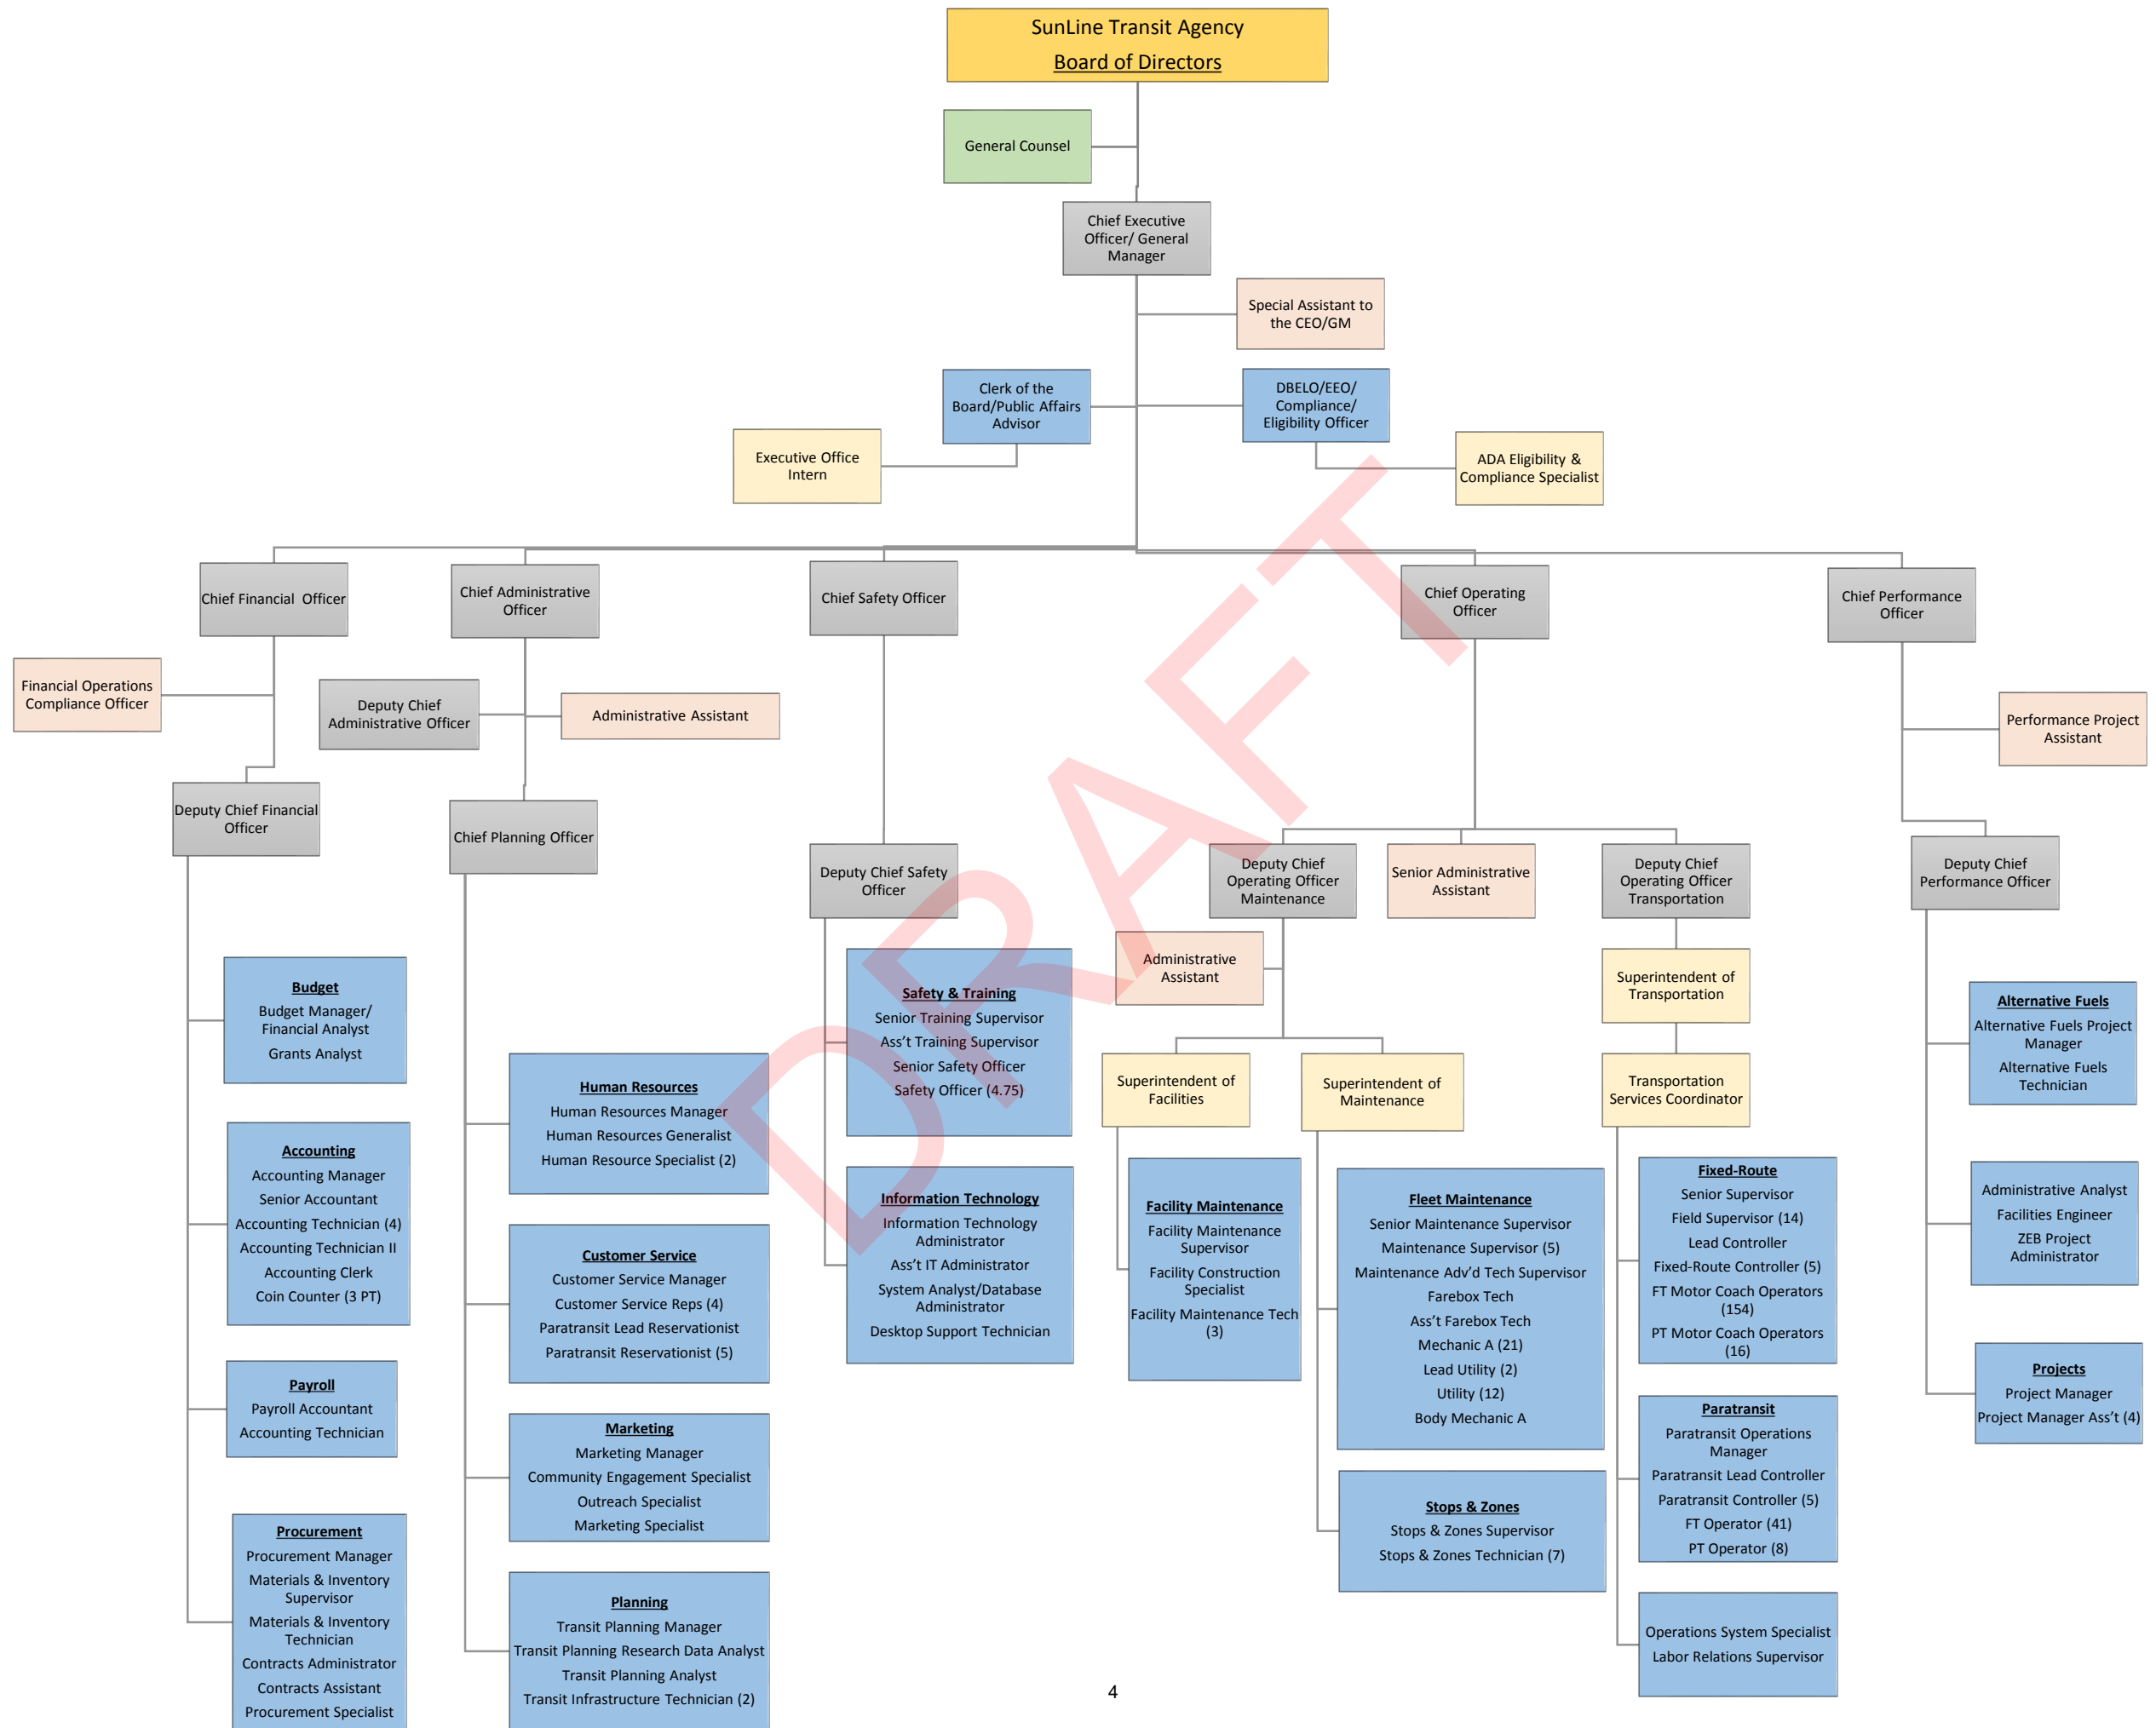 SunLine Transit Agency
Board of Directors
General Counsel
Chief Executive
Officer/ General
Manager
Special Assistant to
the CEO/GM
Clerk of the
Board/Public Affairs
Advisor
DBELO/EEO/
Compliance/
Eligibility Officer
Executive Office
Intern
ADA Eligibility &
Compliance Specialist
Chief Financial Officer
Chief Administrative
Officer
Chief Safety Officer
Chief Operating
Officer
Chief Performance
Officer
Financial Operations
Compliance Officer
Deputy Chief
Administrative Officer
Administrative Assistant
Performance Project
Assistant
Deputy Chief Financial
Officer
Chief Planning Officer
Deputy Chief Safety
Officer
Deputy Chief
Operating Officer
Maintenance
Senior Administrative
Assistant
Deputy Chief
Operating Officer
Transportation
Deputy Chief
Performance Officer
Administrative
Assistant
Superintendent of
Transportation
Superintendent of
Facilities
Superintendent of
Maintenance
Transportation
Services Coordinator
Budget
Budget Manager/
Financial Analyst
Grants Analyst
Accounting
Accounting Manager
Senior Accountant
Accounting Technician (4)
Accounting Technician II
Accounting Clerk
Coin Counter (3 PT)
Payroll
Payroll Accountant
Accounting Technician
Procurement
Procurement Manager
Materials & Inventory
Supervisor
Materials & Inventory
Technician
Contracts Administrator
Contracts Assistant
Procurement Specialist
Human Resources
Human Resources Manager
Human Resources Generalist
Human Resource Specialist (2)
Customer Service
Customer Service Manager
Customer Service Reps (4)
Paratransit Lead Reservationist
Paratransit Reservationist (5)
Marketing
Marketing Manager
Community Engagement Specialist
Outreach Specialist
Marketing Specialist
Planning
Transit Planning Manager
Transit Planning Research Data Analyst
Transit Planning Analyst
Transit Infrastructure Technician (2)
Safety & Training
Senior Training Supervisor
Ass't Training Supervisor
Senior Safety Officer
Safety Officer (4.75)
Information Technology
Information Technology
Administrator
Ass't IT Administrator
System Analyst/Database
Administrator
Desktop Support Technician
Facility Maintenance
Facility Maintenance
Supervisor
Facility Construction
Specialist
Facility Maintenance Tech
(3)
Fleet Maintenance
Senior Maintenance Supervisor
Maintenance Supervisor (5)
Maintenance Adv'd Tech Supervisor
Farebox Tech
Ass't Farebox Tech
Mechanic A (21)
Lead Utility (2)
Utility (12)
Body Mechanic A
Stops & Zones
Stops & Zones Supervisor
Stops & Zones Technician (7)
Fixed-Route
Senior Supervisor
Field Supervisor (14)
Lead Controller
Fixed-Route Controller (5)
FT Motor Coach Operators
(154)
PT Motor Coach Operators
(16)
Paratransit
Paratransit Operations
Manager
Paratransit Lead Controller
Paratransit Controller (5)
FT Operator (41)
PT Operator (8)
Operations System Specialist
Labor Relations Supervisor
Alternative Fuels
Alternative Fuels Project
Manager
Alternative Fuels
Technician
Administrative Analyst
Facilities Engineer
ZEB Project
Administrator
Projects
Project Manager
Project Manager Ass't (4)
DRAFT
4